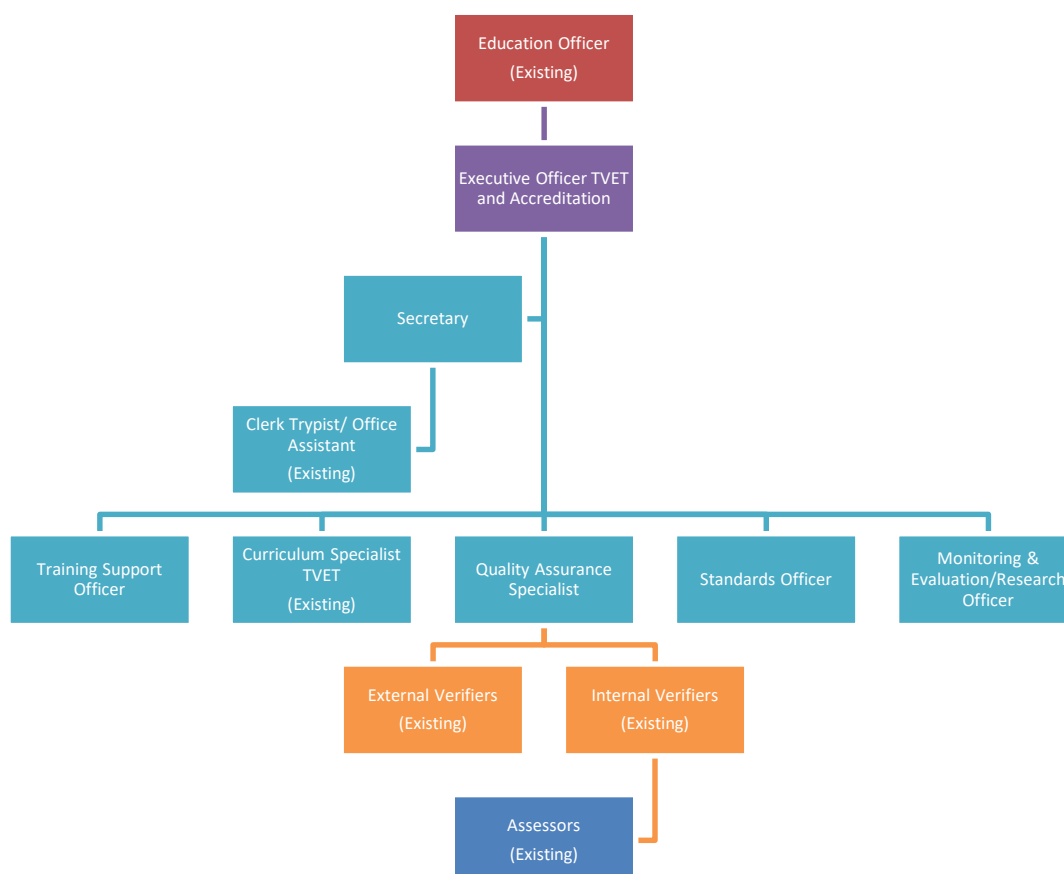 Education Officer
(Existing)
Executive Officer TVET
and Accreditation
Secretary
Clerk Trypist/ Office
Assistant
(Existing)
Training Support
Officer
Curriculum Specialist
TVET
(Existing)
Quality Assurance
Specialist
Standards Officer
Monitoring &
Evaluation/Research
Officer
External Verifiers
(Existing)
Internal Verifiers
(Existing)
Assessors
(Existing)